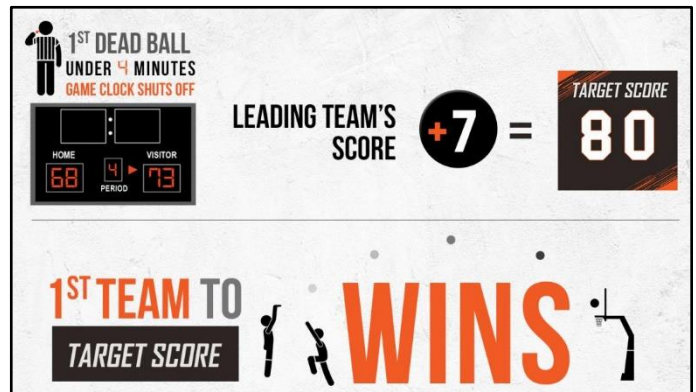 1ST DEAD BALL
UNDER 4 MINUTES
GAME CLOCK SHUTS OFF
:
HOME
VISITOR
68
4
73
PERIOD
LEADING TEAM'S
SCORE
+7
=
TARGET SCORE
80
1ST TEAM TO
TARGET SCORE
WINS